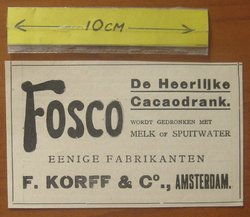 10CM
Fosco
De Heerlijke
Cacaodrank.
WORDT GEDRONKEN MET
MELK OF SPUITWATER
EENIGE FABRIKANTEN
F. KORFF & Co., AMSTERDAM.